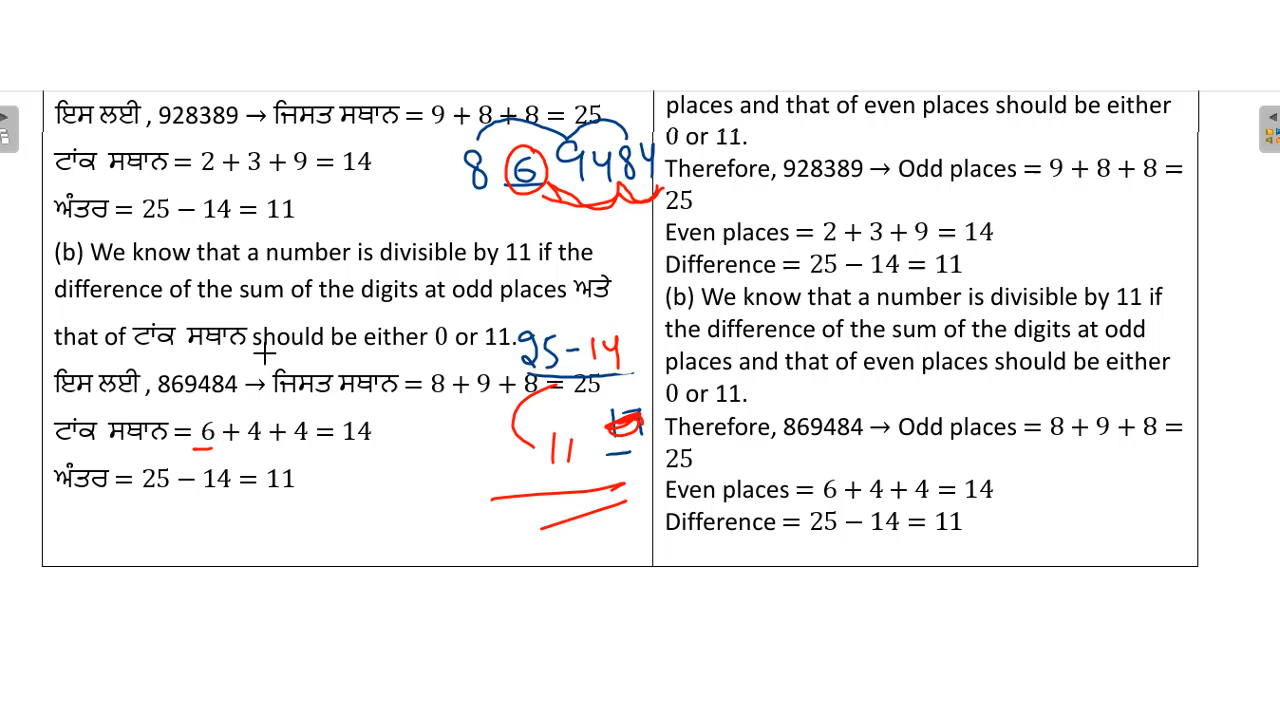 ਇਸ ਲਈ , 928389 → ਜਿਸਤ ਸਥਾਨ = 9 + 8 + 8 = 25
ਟਾਂਕ ਸਥਾਨ = 2 + 3 + 9 = 14
ਅੰਤਰ = 25 − 14 = 11
869484
(b) We know that a number is divisible by 11 if the
difference of the sum of the digits at odd places ਅਤੇ
that of ਟਾਂਕ ਸਥਾਨ should be either 0 or 11.
25-14
ਇਸ ਲਈ , 869484 → ਜਿਸਤ ਸਥਾਨ = 8 + 9 + 8 = 25
ਟਾਂਕ ਸਥਾਨ = 6 + 4 + 4 = 14
11
ਅੰਤਰ = 25 − 14 = 11
places and that of even places should be either
0 or 11.
Therefore, 928389 → Odd places = 9 + 8 + 8 =
25
Even places = 2 + 3 + 9 = 14
Difference = 25 − 14 = 11
(b) We know that a number is divisible by 11 if
the difference of the sum of the digits at odd
places and that of even places should be either
0 or 11.
Therefore, 869484 → Odd places = 8 + 9 + 8 =
25
Even places = 6 + 4 + 4 = 14
Difference = 25 − 14 = 11